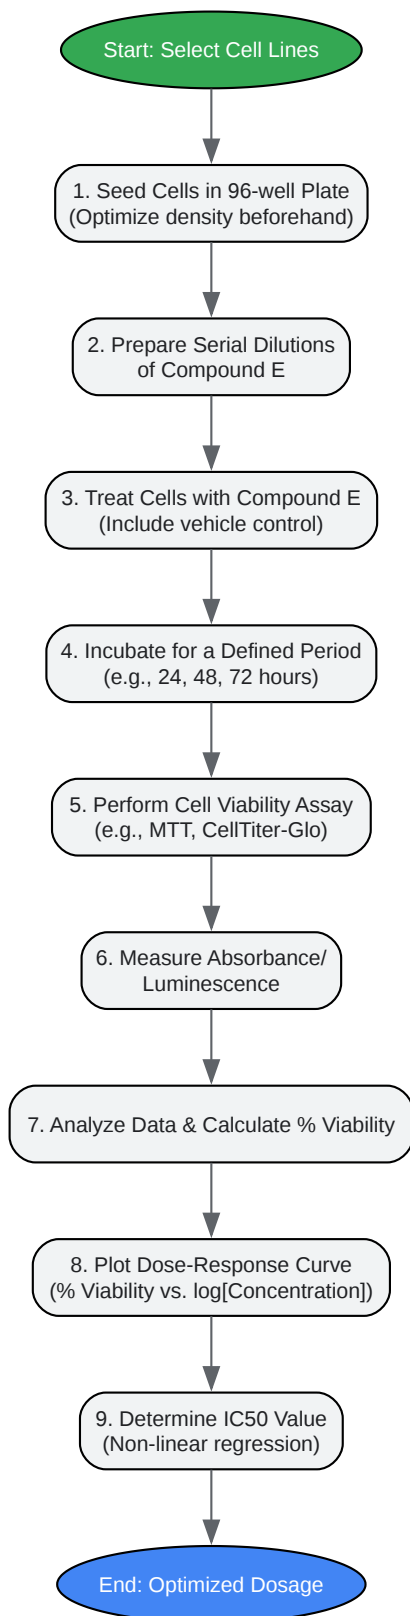 Start: Select Cell Lines
1. Seed Cells in 96-well Plate
(Optimize density beforehand)
2. Prepare Serial Dilutions
of Compound E
3. Treat Cells with Compound E
(Include vehicle control)
4. Incubate for a Defined Period
(e.g., 24, 48, 72 hours)
5. Perform Cell Viability Assay
(e.g., MTT, CellTiter-Glo)
6. Measure Absorbance/
Luminescence
7. Analyze Data & Calculate % Viability
8. Plot Dose-Response Curve
(% Viability vs. log[Concentration])
9. Determine IC50 Value
(Non-linear regression)
End: Optimized Dosage